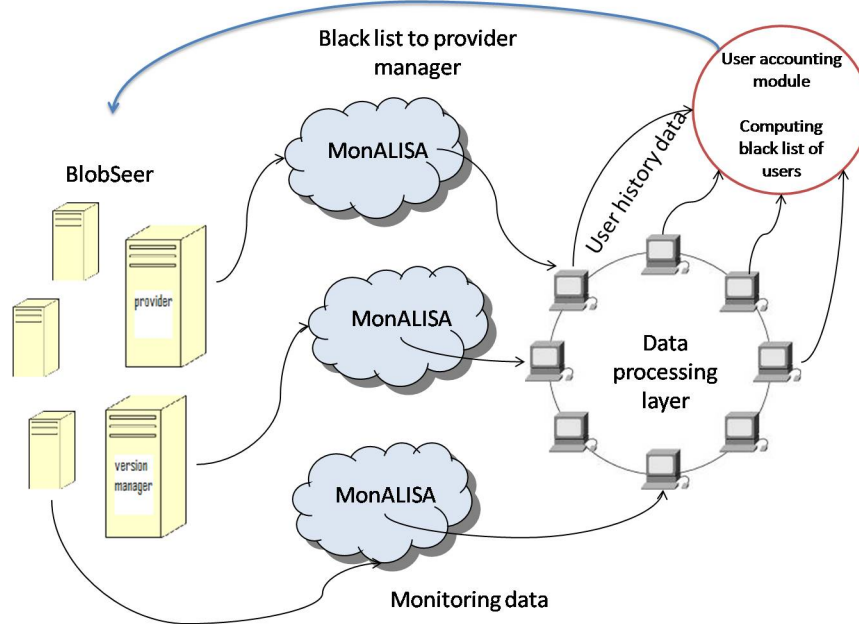 Black list to provider
manager
User accounting
module
Computing
black list of
users
MonALISA
User history data
BlobSeer
provider
MonALISA
Data
processing
layer
version
manager
MonALISA
Monitoring data